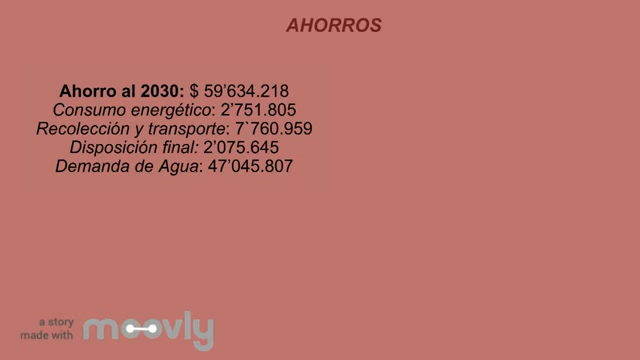 AHORROS
Ahorro al 2030: $ 59’634.218
Consumo energético: 2’751.805
Recolección y transporte: 7`760.959
Disposición final: 2’075.645
Demanda de Agua: 47’045.807
a story
made with moovly